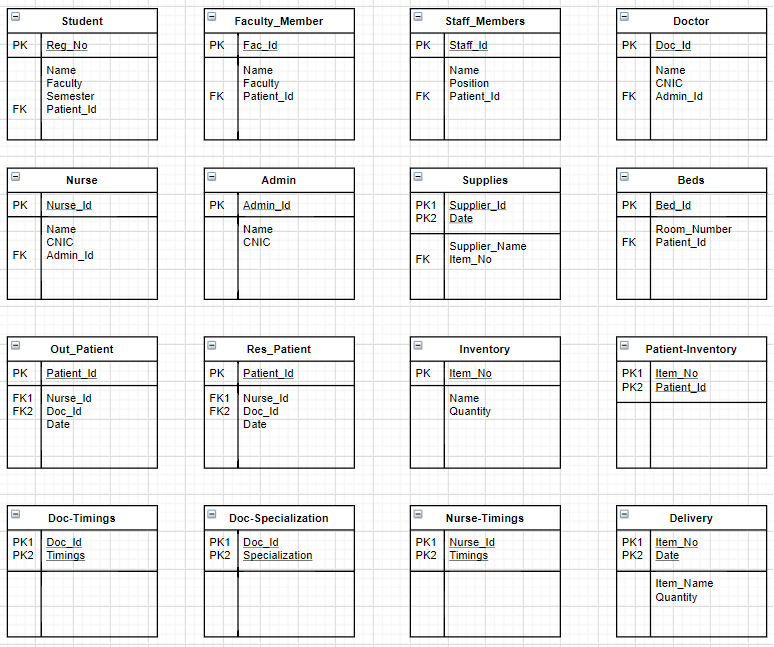 Student
PK Reg_No
Name
Faculty
Semester
FK Patient_Id
Faculty_Member
PK Fac_Id
Name
Faculty
FK Patient_Id
Staff_Members
PK Staff_Id
Name
Position
FK Patient_Id
Doctor
PK Doc_Id
Name
CNIC
FK Admin_Id
Nurse
PK Nurse_Id
Name
CNIC
FK Admin_Id
Admin
PK Admin_Id
Name
CNIC
Supplies
PK1 Supplier_Id
PK2 Date
Supplier_Name
FK Item_No
Beds
PK Bed_Id
Room_Number
FK Patient_Id
Out_Patient
PK Patient_Id
FK1 Nurse_Id
FK2 Doc_Id
Date
Res_Patient
PK Patient_Id
FK1 Nurse_Id
FK2 Doc_Id
Date
Inventory
PK Item_No
Name
Quantity
Patient-Inventory
PK1 Item_No
PK2 Patient_Id
Doc-Timings
PK1 Doc_Id
PK2 Timings
Doc-Specialization
PK1 Doc_Id
PK2 Specialization
Nurse-Timings
PK1 Nurse_Id
PK2 Timings
Delivery
PK1 Item_No
PK2 Date
Item_Name
Quantity